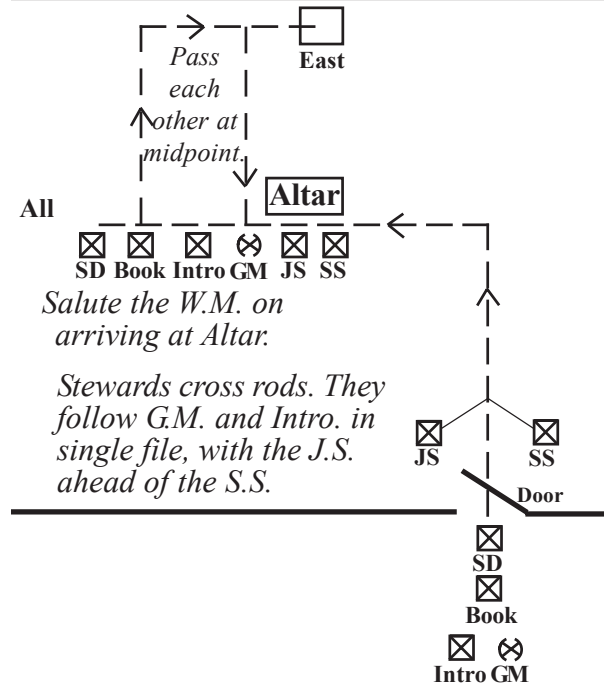 East
Pass
each
other at
midpoint.
Altar
All
SD Book Intro GM JS SS
Salute the W.M. on
arriving at Altar.
Stewards cross rods. They
follow G.M. and Intro. in
single file, with the J.S.
ahead of the S.S.
JS SS
Door
SD
Book
Intro GM